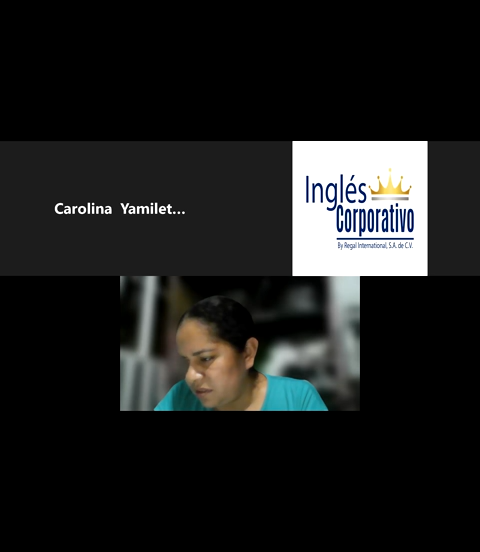 Carolina Yamilet...
Inglés
Corporativo
By Regal International, S.A. de C.V.